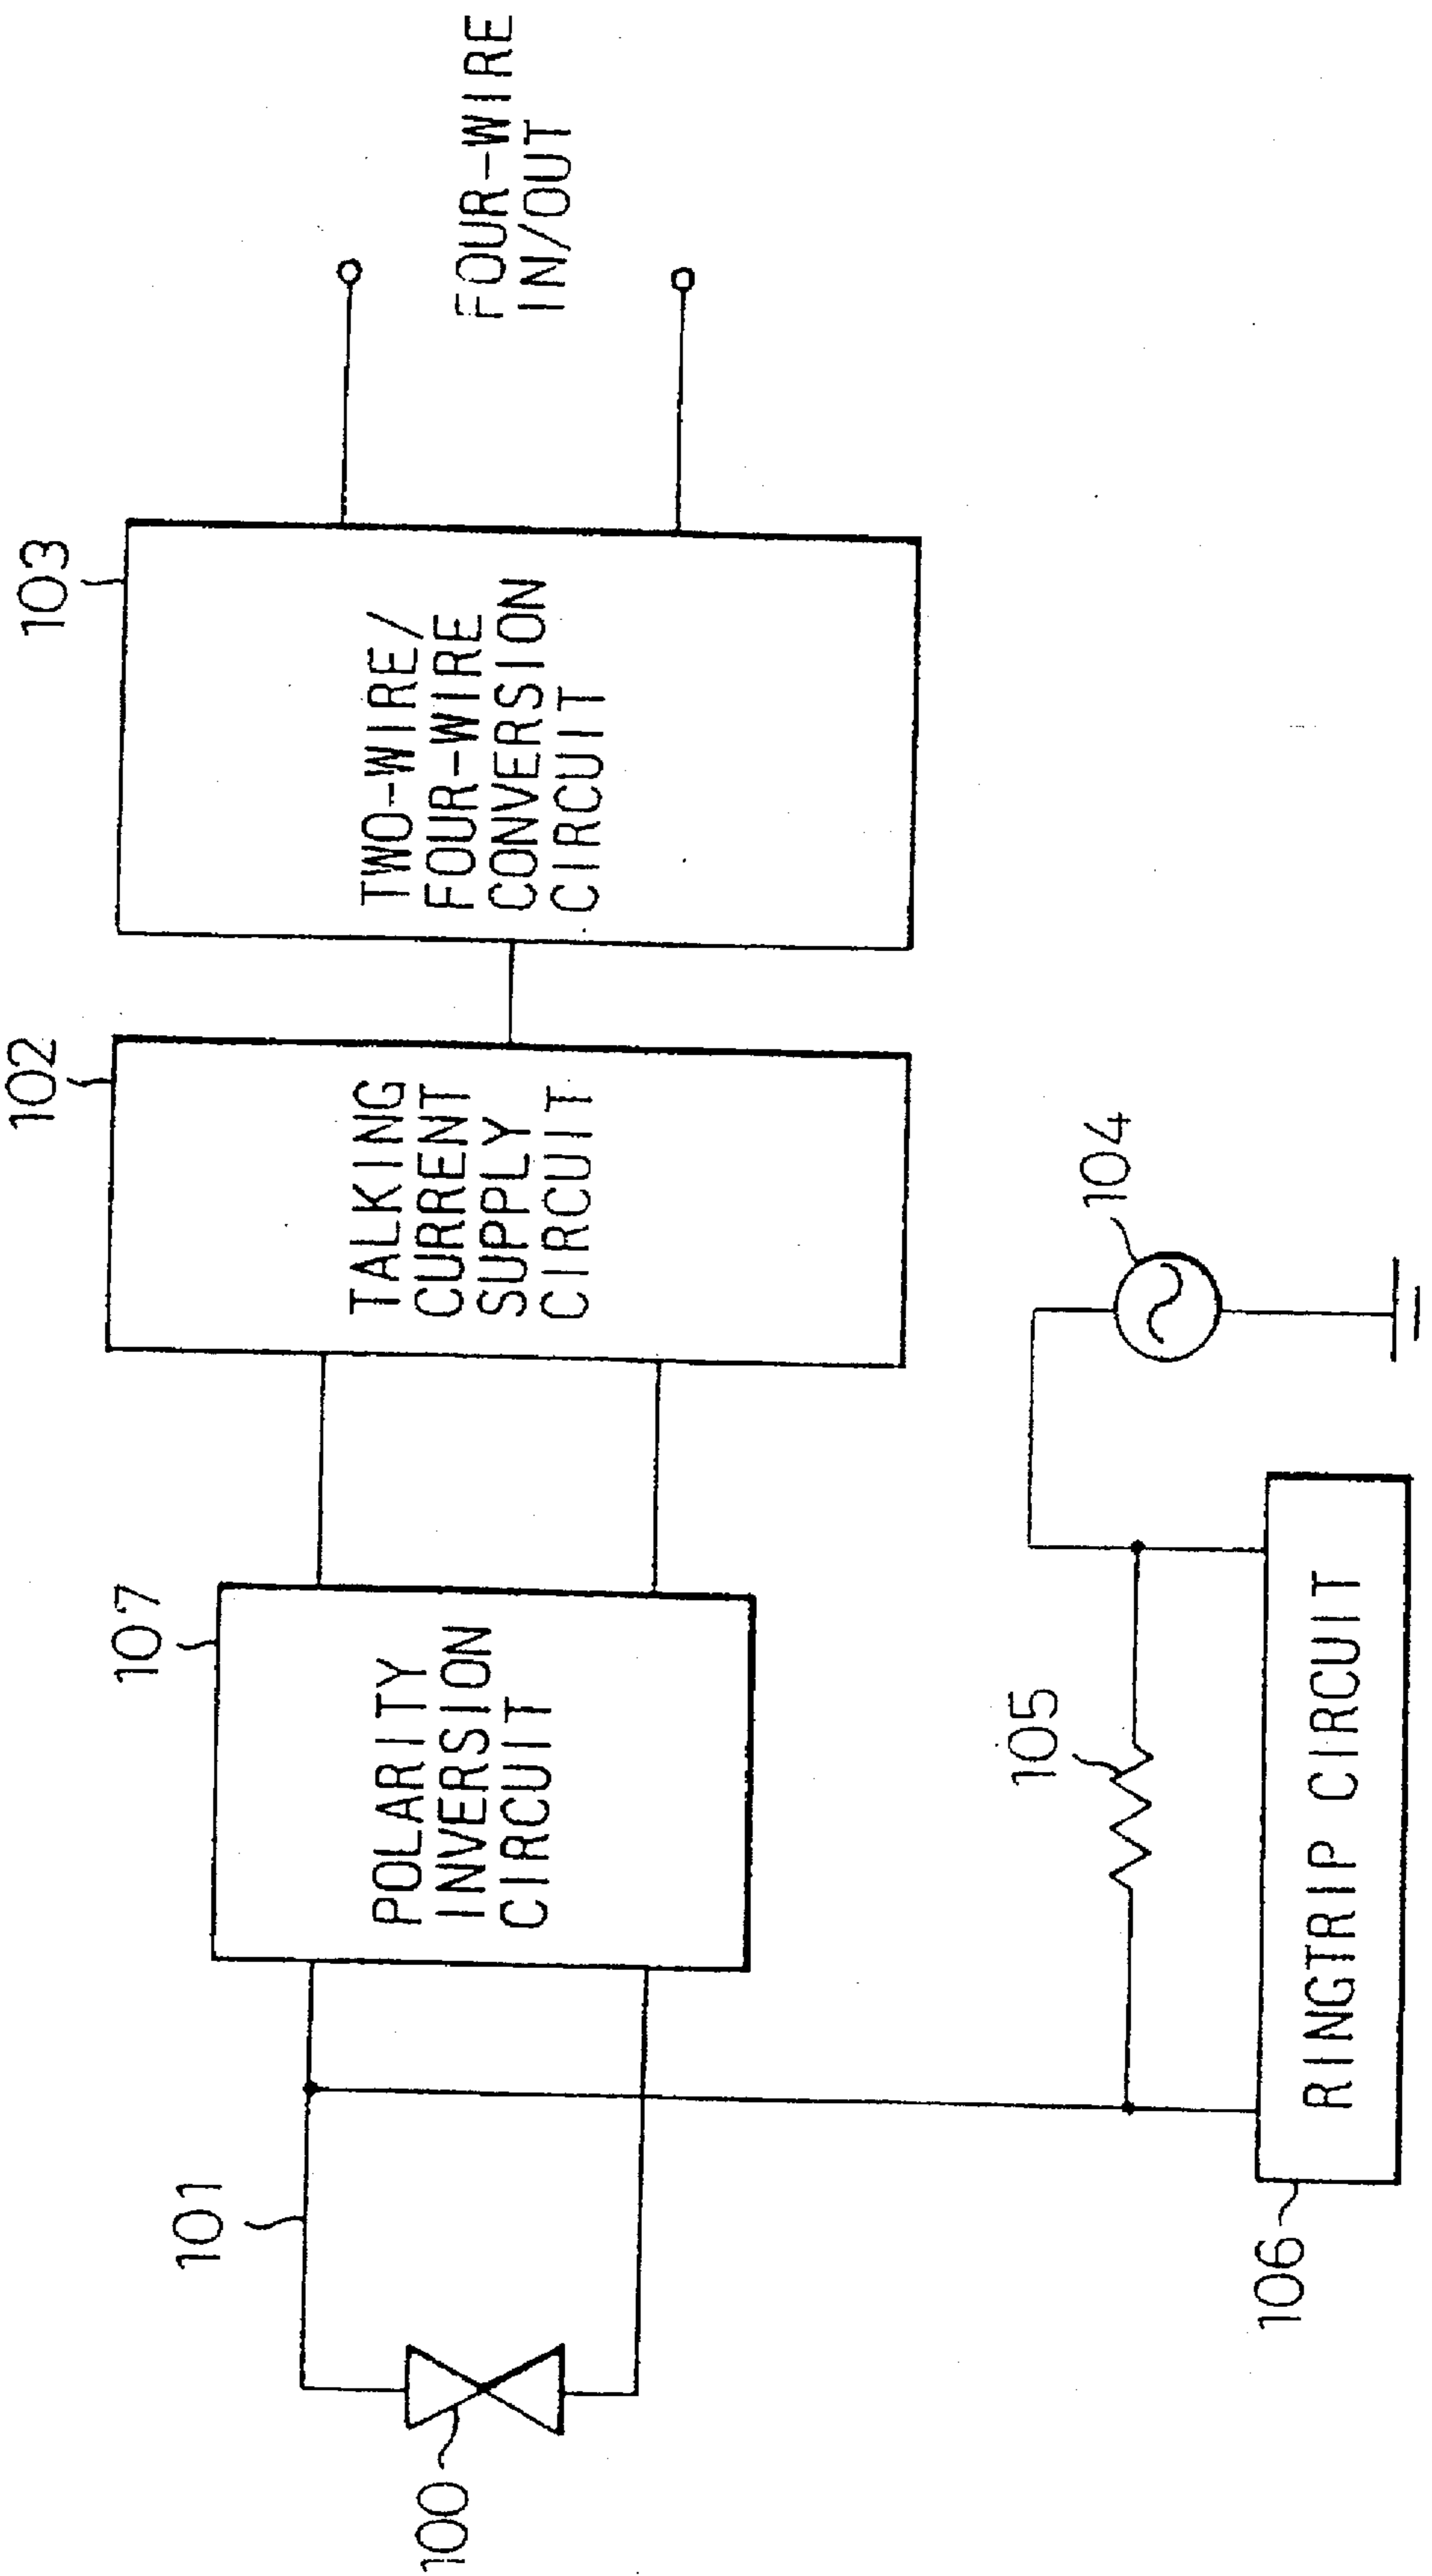 100
101
107
POLARITY
INVERSION
CIRCUIT
102
TALKING
CURRENT
SUPPLY
CIRCUIT
103
TWO-WIRE/
FOUR-WIRE
CONVERSION
CIRCUIT
FOUR-WIRE
IN/OUT
104
105
106
RINGTRIP CIRCUIT